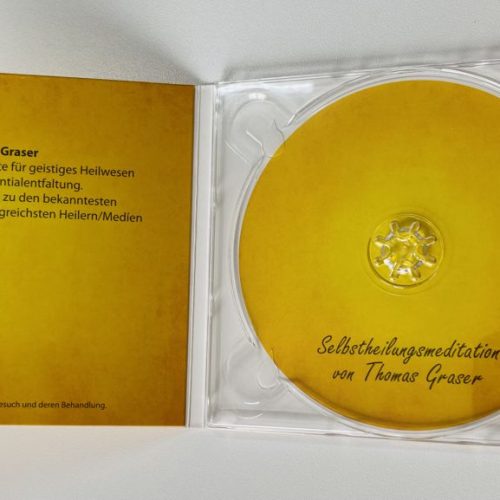 Graser
te für geistiges Heilwesen
ntialentfaltung.
zu den bekanntesten
greichsten Heilern/Medien
esuch und deren Behandlung.
Selbstheilungsmeditation
von Thomas Graser